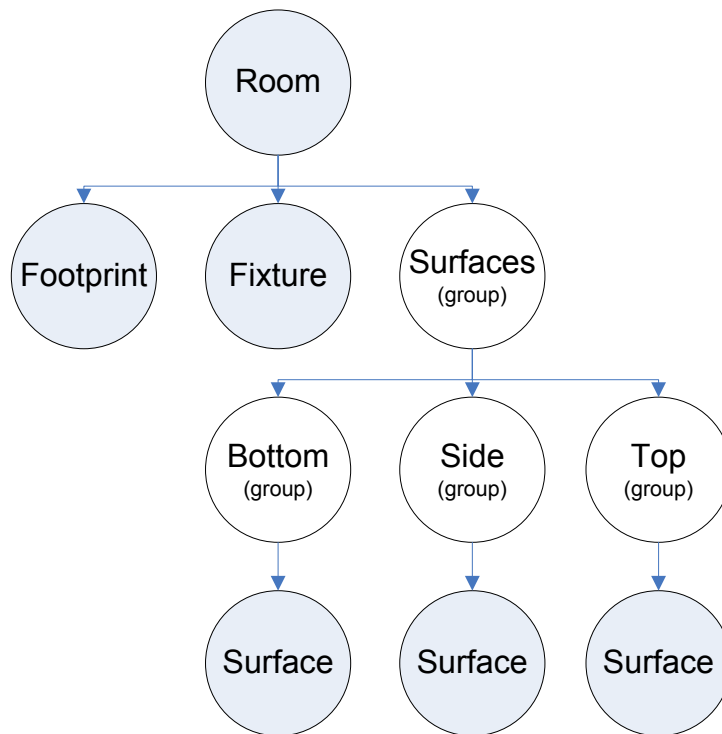 Room
Footprint
Fixture
Surfaces
(group)
Bottom
(group)
Side
(group)
Top
(group)
Surface
Surface
Surface